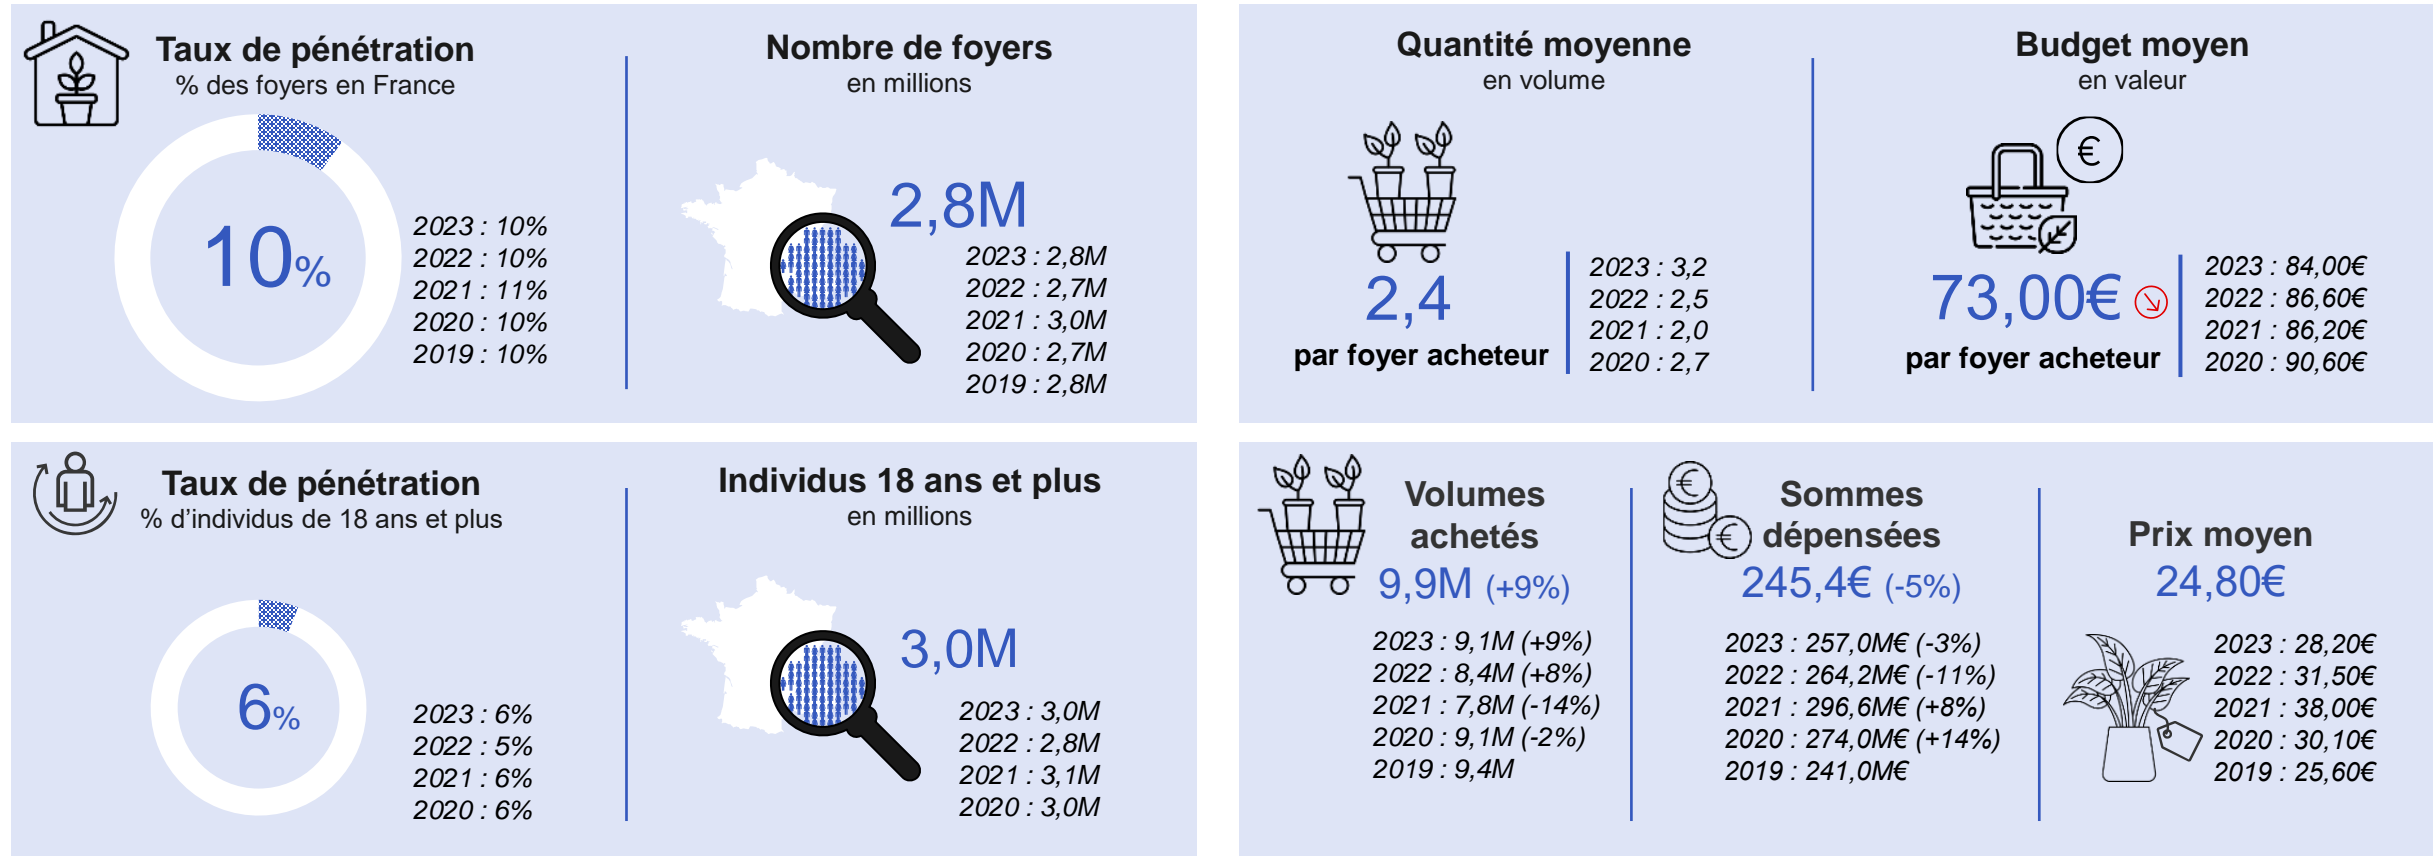 Taux de pénétration
% des foyers en France
10%
2023 : 10%
2022 : 10%
2021 : 11%
2020 : 10%
2019 : 10%
Nombre de foyers
en millions
2,8M
2023 : 2,8M
2022 : 2,7M
2021 : 3,0M
2020 : 2,7M
2019 : 2,8M
Quantité moyenne
en volume
2,4
par foyer acheteur
2023 : 3,2
2022 : 2,5
2021 : 2,0
2020 : 2,7
Budget moyen
en valeur
€
73,00€
par foyer acheteur
2023 : 84,00€
2022 : 86,60€
2021 : 86,20€
2020 : 90,60€
Taux de pénétration
% d'individus de 18 ans et plus
6%
2023 : 6%
2022 : 5%
2021 : 6%
2020 : 6%
Individus 18 ans et plus
en millions
3,0M
2023 : 3,0M
2022 : 2,8M
2021 : 3,1M
2020 : 3,0M
Volumes
achetés
9,9M (+9%)
2023 : 9,1M (+9%)
2022 : 8,4M (+8%)
2021 : 7,8M (-14%)
2020 : 9,1M (-2%)
2019 : 9,4M
€
€
Sommes
dépensées
245,4€ (-5%)
2023 : 257,0M€ (-3%)
2022 : 264,2M€ (-11%)
2021 : 296,6M€ (+8%)
2020 : 274,0M€ (+14%)
2019 : 241,0M€
Prix moyen
24,80€
2023 : 28,20€
2022 : 31,50€
2021 : 38,00€
2020 : 30,10€
2019 : 25,60€